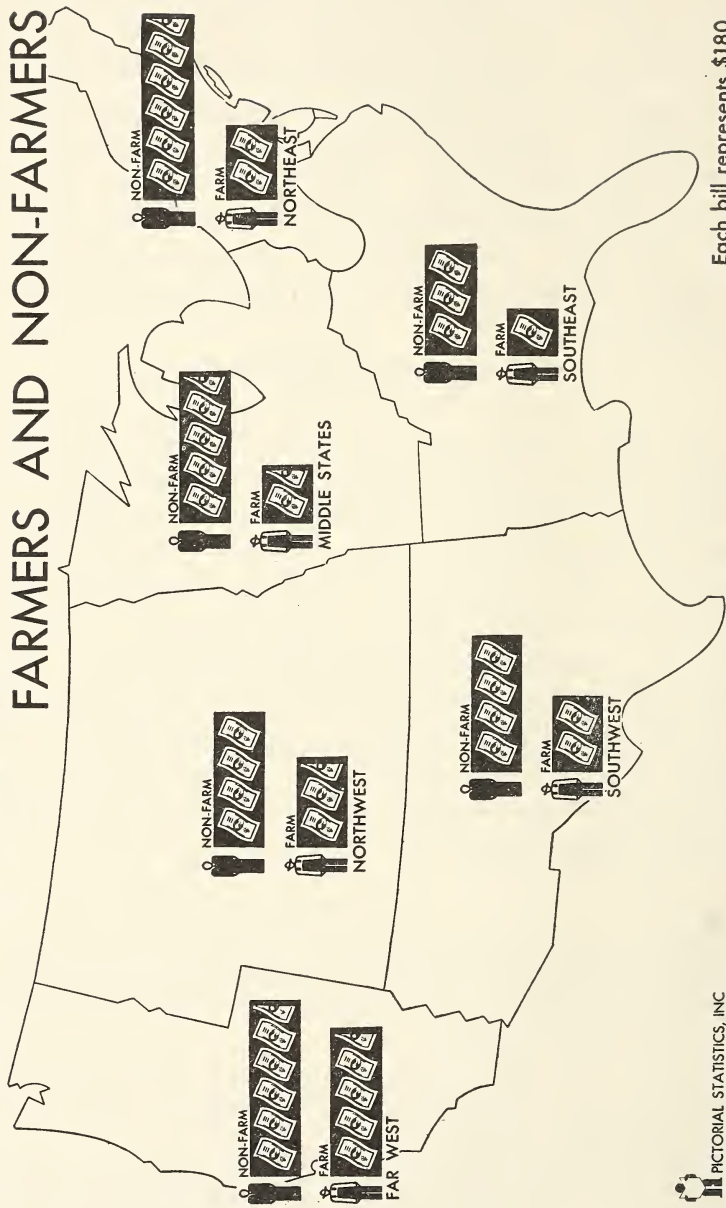 FARMERS AND NON-FARMERS
NON-FARM
FARM
FAR WEST
NON-FARM
FARM
NORTHWEST
NON-FARM
FARM
MIDDLE STATES
NON-FARM
FARM
NORTHEAST
NON-FARM
FARM
SOUTHWEST
NON-FARM
FARM
SOUTHEAST
PICTORIAL STATISTICS, INC
Each bill represents $180